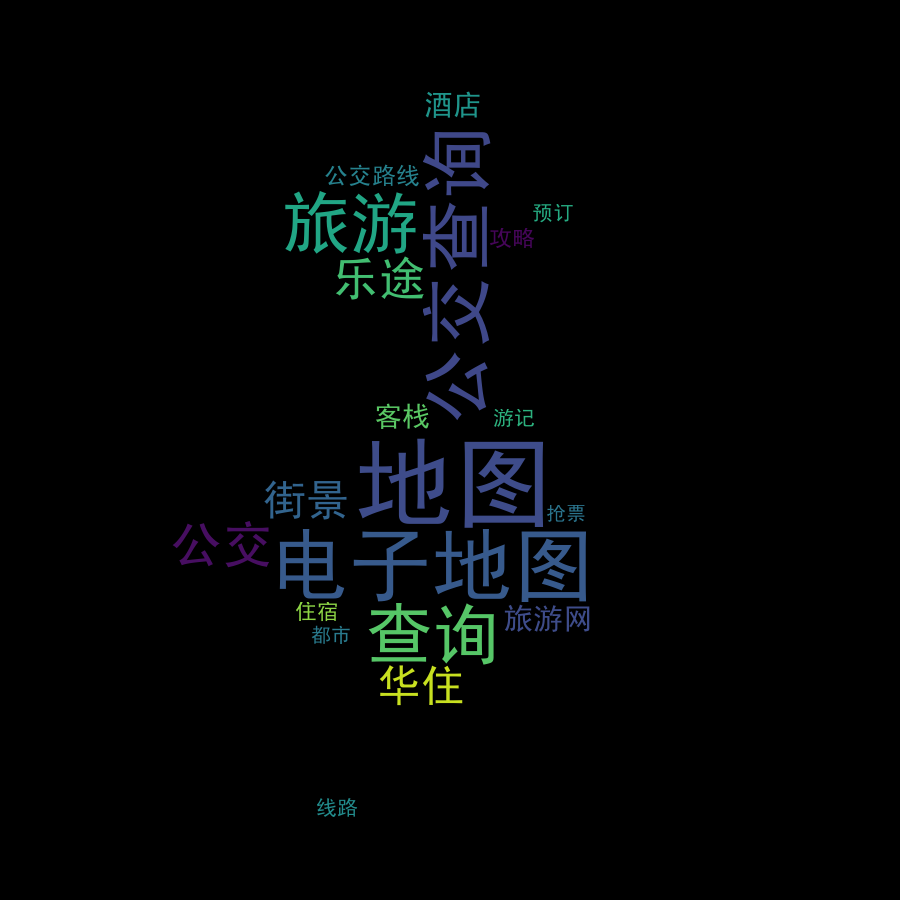 酒店
公交查询
公交路线
旅游
预订
攻略
乐途
客栈
游记
地图
街景
抢票
公交
电子地图
住宿
查询
旅游网
都市
华住
线路